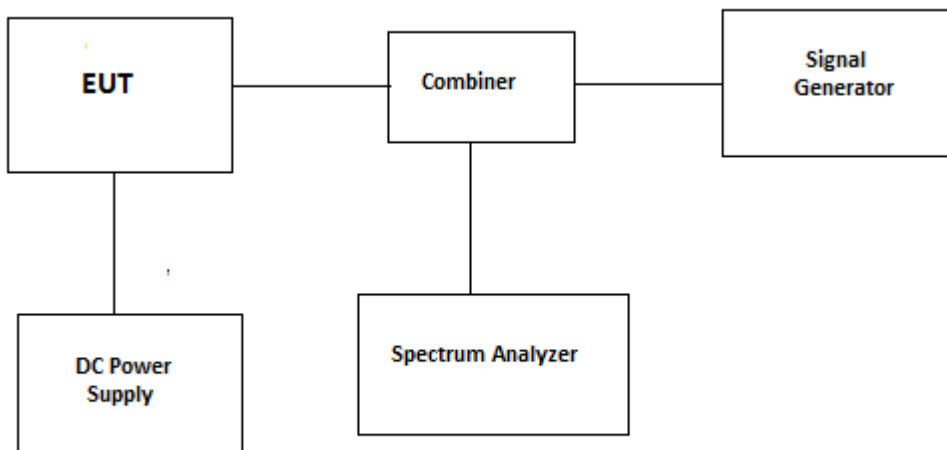 EUT
Combiner
Signal
Generator
DC Power
Supply
Spectrum Analyzer